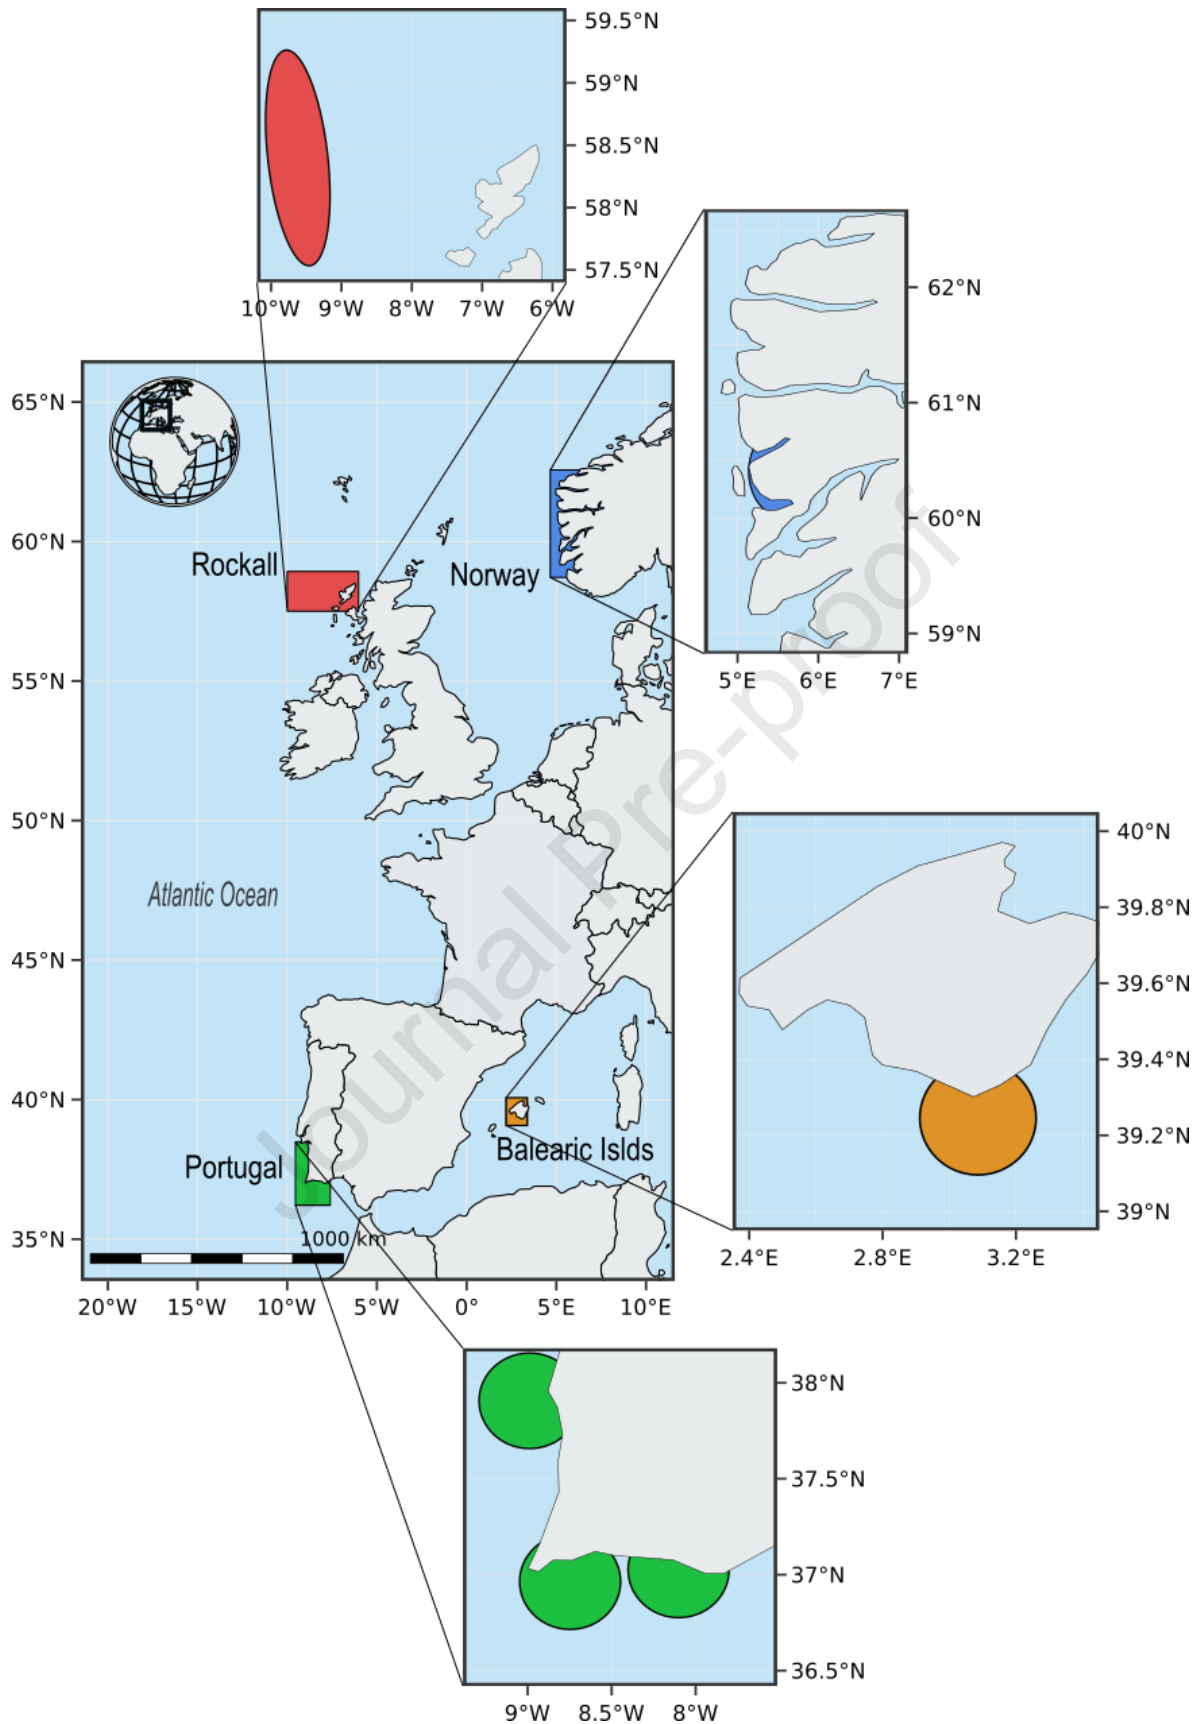 59.5°N
59°N
58.5°N
58°N
57.5°N
10°W 9°W 8°W 7°W 6°W
62°N
61°N
60°N
59°N
5°E 6°E 7°E
65°N
60°N
55°N
50°N
45°N
40°N
35°N
Rockall
Norway
Atlantic Ocean
Portugal
Balearic Islds
1000 km
20°W 15°W 10°W 5°W 0° 5°E 10°E
40°N
39.8°N
39.6°N
39.4°N
39.2°N
39°N
2.4°E 2.8°E 3.2°E
38°N
37.5°N
37°N
36.5°N
9°W 8.5°W 8°W
Journal Pre-proof